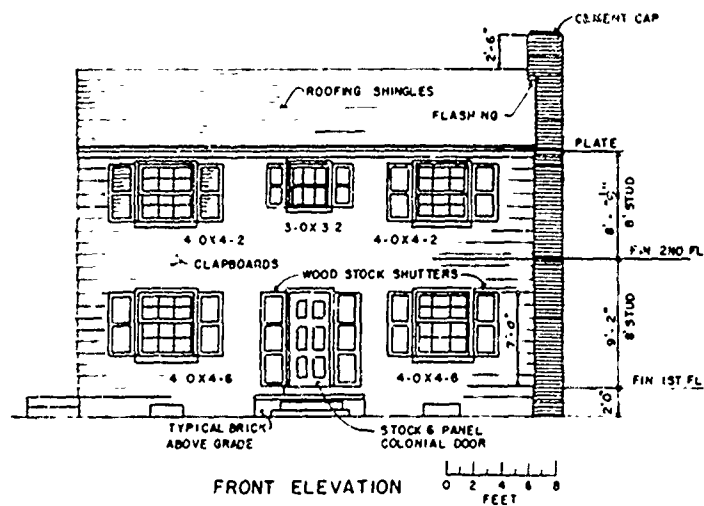 CEMENT CAP
2'-6"
ROOFING SHINGLES
FLASHING
PLATE
8' STUD
4-0X4-2
3-0X3-2
4-0X4-2
FIN. 2ND FL
CLAPBOARDS
WOOD STOCK SHUTTERS
7'-0"
9'-2"
8' STUD
4-0X4-6
4-0X4-6
FIN 1ST FL
2'0"
TYPICAL BRICK
ABOVE GRADE
STOCK 6 PANEL
COLONIAL DOOR
FRONT ELEVATION
0 2 4 6 8
FEET